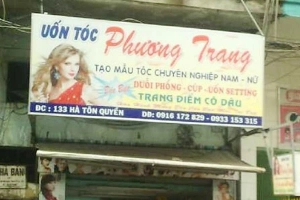 UỐN TÓC
Phương Trang
TẠO MẪU TÓC CHUYÊN NGHIỆP NAM - NỮ
DUỖI PHỒNG - CÚP - UỐN SETTING
TRANG ĐIỂM CÔ DÂU
ĐC : 133 HÀ TÔN QUYỀN
DĐ: 0916 172 829 - 0933 153 315